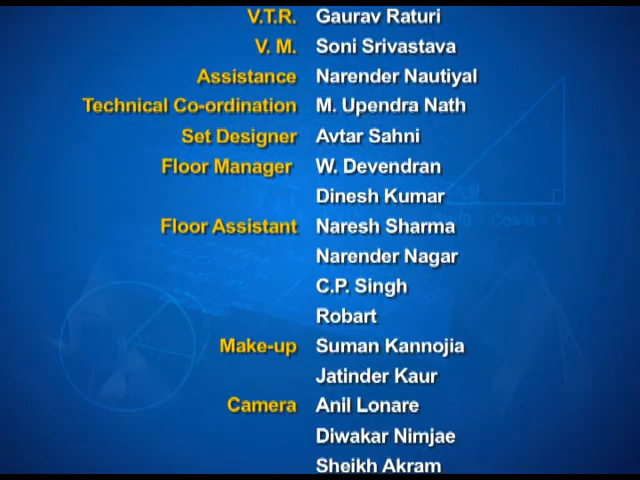 V.T.R. Gaurav Raturi
V. M. Soni Srivastava
Assistance Narender Nautiyal
Technical Co-ordination M. Upendra Nath
Set Designer Avtar Sahni
Floor Manager W. Devendran
Dinesh Kumar
Floor Assistant Naresh Sharma
Narender Nagar
C.P. Singh
Robart
Make-up Suman Kannojia
Jatinder Kaur
Camera Anil Lonare
Diwakar Nimjae
Sheikh Akram